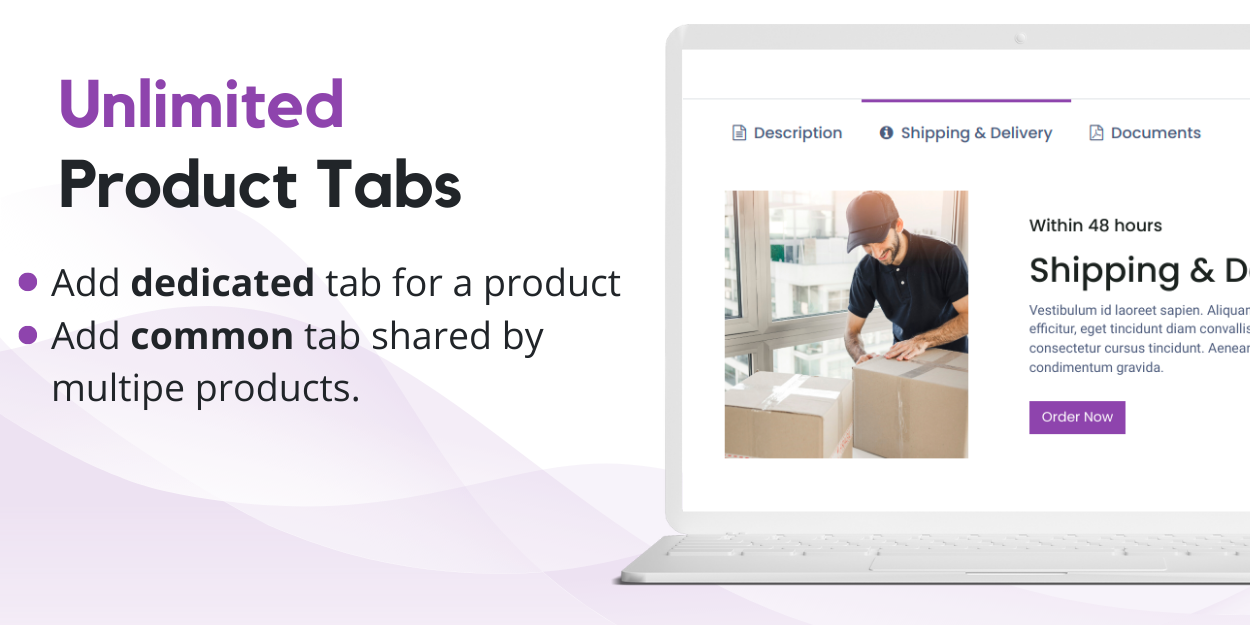 Unlimited
Product Tabs
Add dedicated tab for a product
Add common tab shared by
multipe products.
Description
Shipping & Delivery
Documents
Within 48 hours
Shipping & D
Vestibulum id laoreet sapien. Aliquan
efficitur, eget tincidunt diam convallis
consectetur cursus tincidunt. Aenean
condimentum gravida.
Order Now